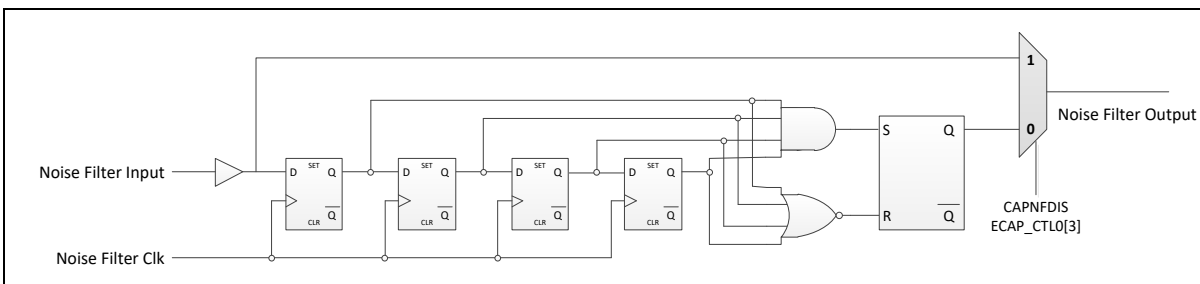 1
Noise Filter Output
0
S Q
R Q
Noise Filter Input
SET
D Q
Q
CLR
SET
D Q
Q
CLR
SET
D Q
Q
CLR
SET
D Q
Q
CLR
CAPNFDIS
ECAP_CTL0[3]
Noise Filter Clk